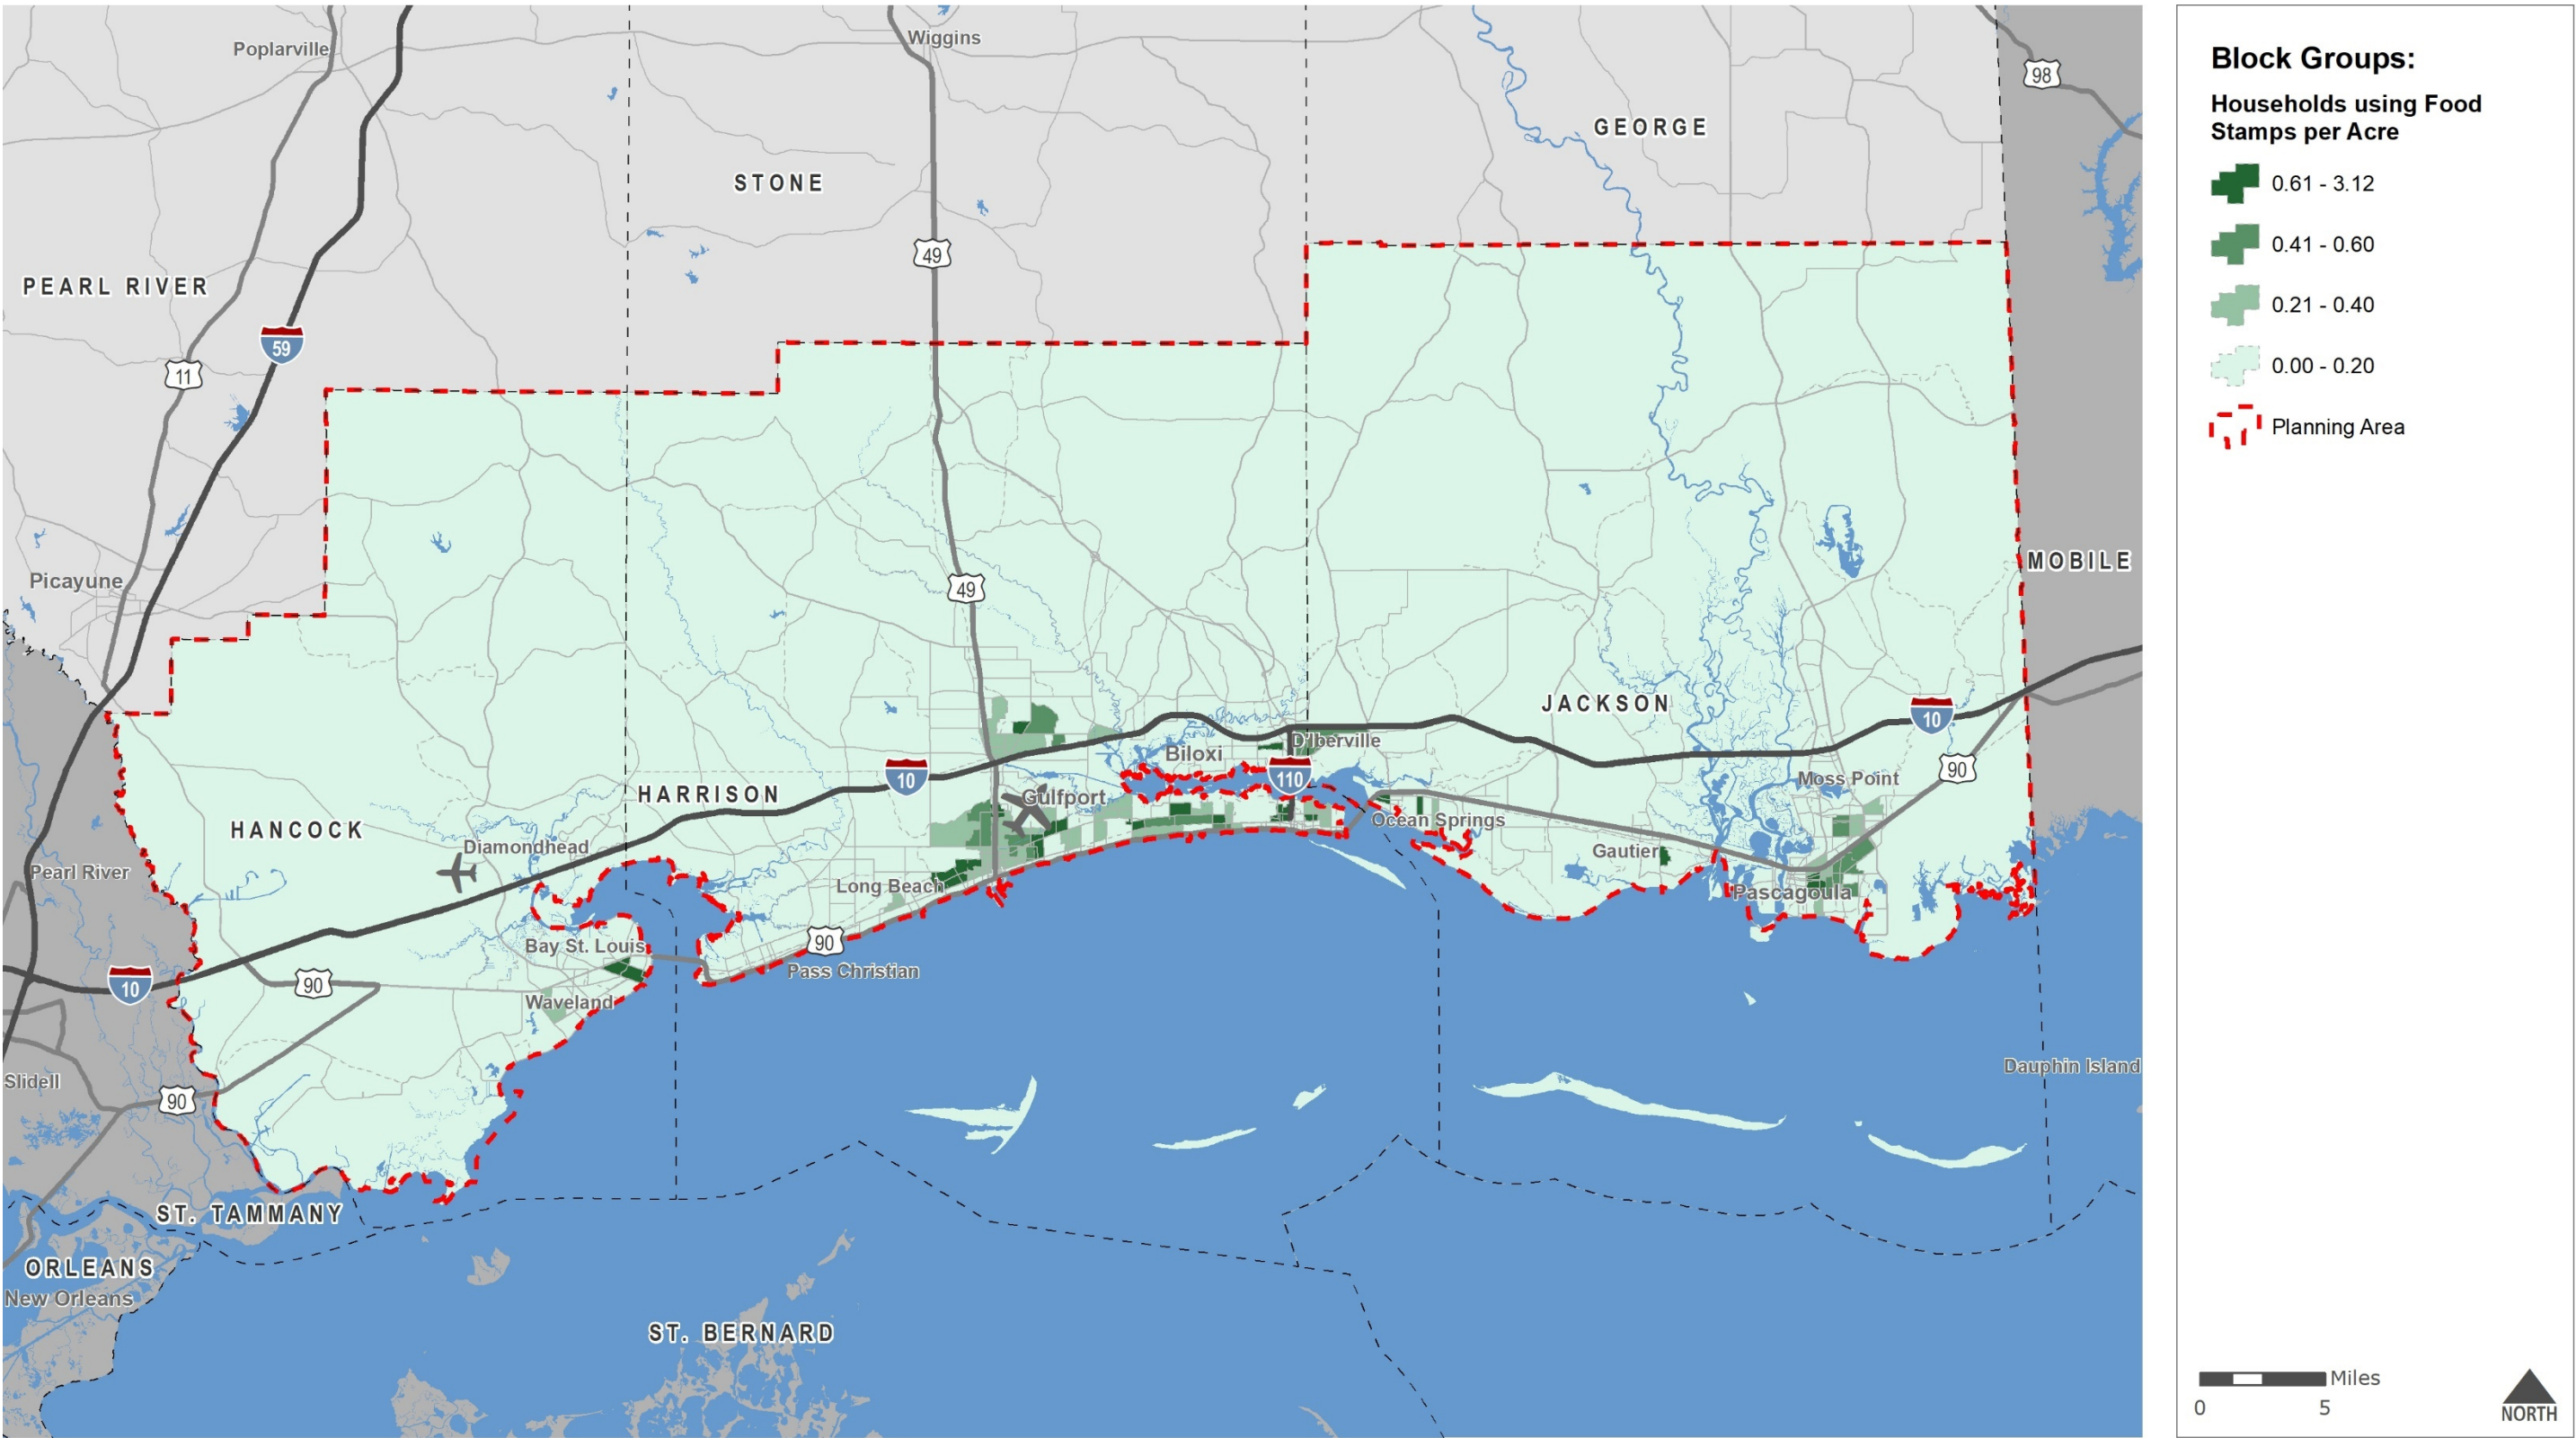 Poplarville
Wiggins
98
GEORGE
STONE
49
PEARL RIVER
59
11
Picayune
49
MOBILE
JACKSON
10
D'Iberville
Biloxi
90
10
110
Moss Point
HARRISON
Gulfport
HANCOCK
Ocean Springs
Diamondhead
Gautier
Pearl River
Long Beach
Pascagoula
90
Bay St. Louis
Pass Christian
10
90
Waveland
Slidell
Dauphin Island
90
ST. TAMMANY
ORLEANS
New Orleans
ST. BERNARD
Block Groups:
Households using Food
Stamps per Acre
0.61 - 3.12
0.41 - 0.60
0.21 - 0.40
0.00 - 0.20
Planning Area
Miles
0 5
NORTH